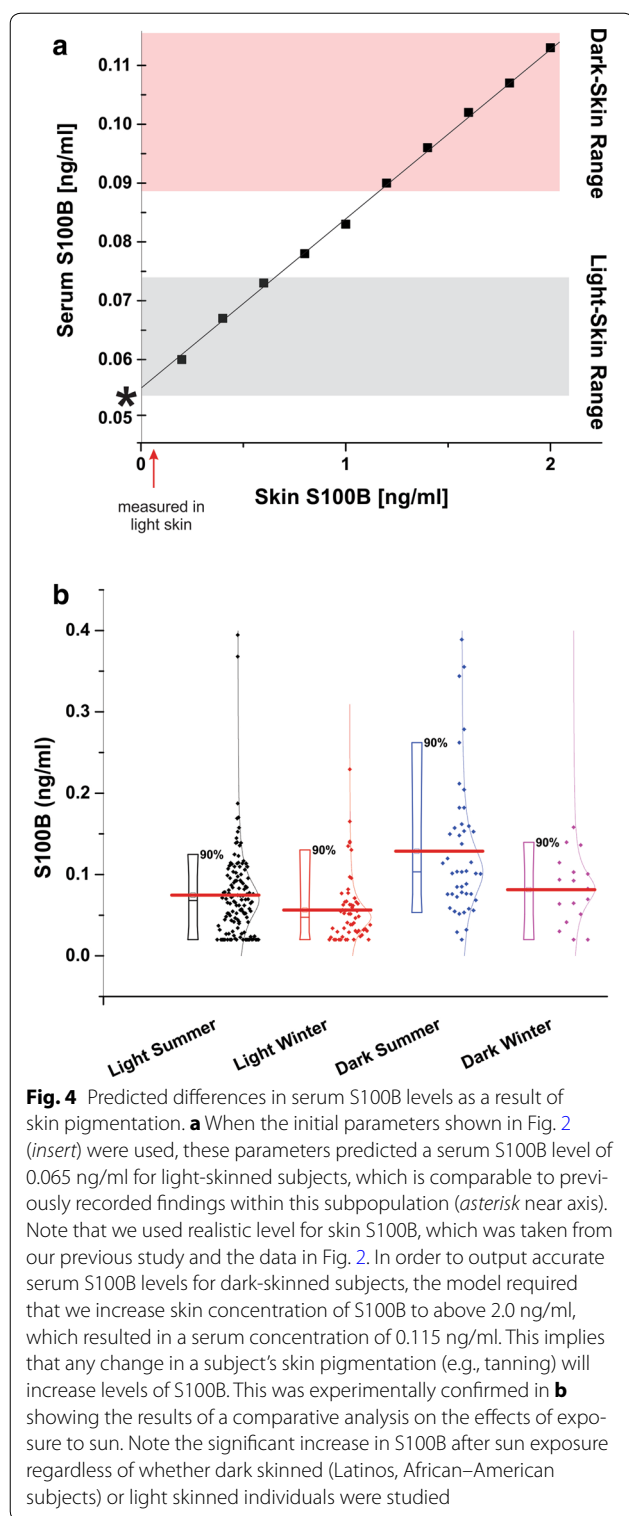 a
Dark-Skin Range
Light-Skin Range
Serum S100B [ng/ml]
0.11
0.10
0.09
0.08
0.07
0.06
0.05
*
0
1
2
measured in
light skin
Skin S100B [ng/ml]
b
S100B (ng/ml)
0.4
0.3
0.2
0.1
0.0
90%
90%
90%
90%
Light Summer
Light Winter
Dark Summer
Dark Winter
Fig. 4 Predicted differences in serum S100B levels as a result of
skin pigmentation. a When the initial parameters shown in Fig. 2
(insert) were used, these parameters predicted a serum S100B level of
0.065 ng/ml for light-skinned subjects, which is comparable to previ-
ously recorded findings within this subpopulation (asterisk near axis).
Note that we used realistic level for skin S100B, which was taken from
our previous study and the data in Fig. 2. In order to output accurate
serum S100B levels for dark-skinned subjects, the model required
that we increase skin concentration of S100B to above 2.0 ng/ml,
which resulted in a serum concentration of 0.115 ng/ml. This implies
that any change in a subject's skin pigmentation (e.g., tanning) will
increase levels of S100B. This was experimentally confirmed in b
showing the results of a comparative analysis on the effects of expo-
sure to sun. Note the significant increase in S100B after sun exposure
regardless of whether dark skinned (Latinos, African–American
subjects) or light skinned individuals were studied